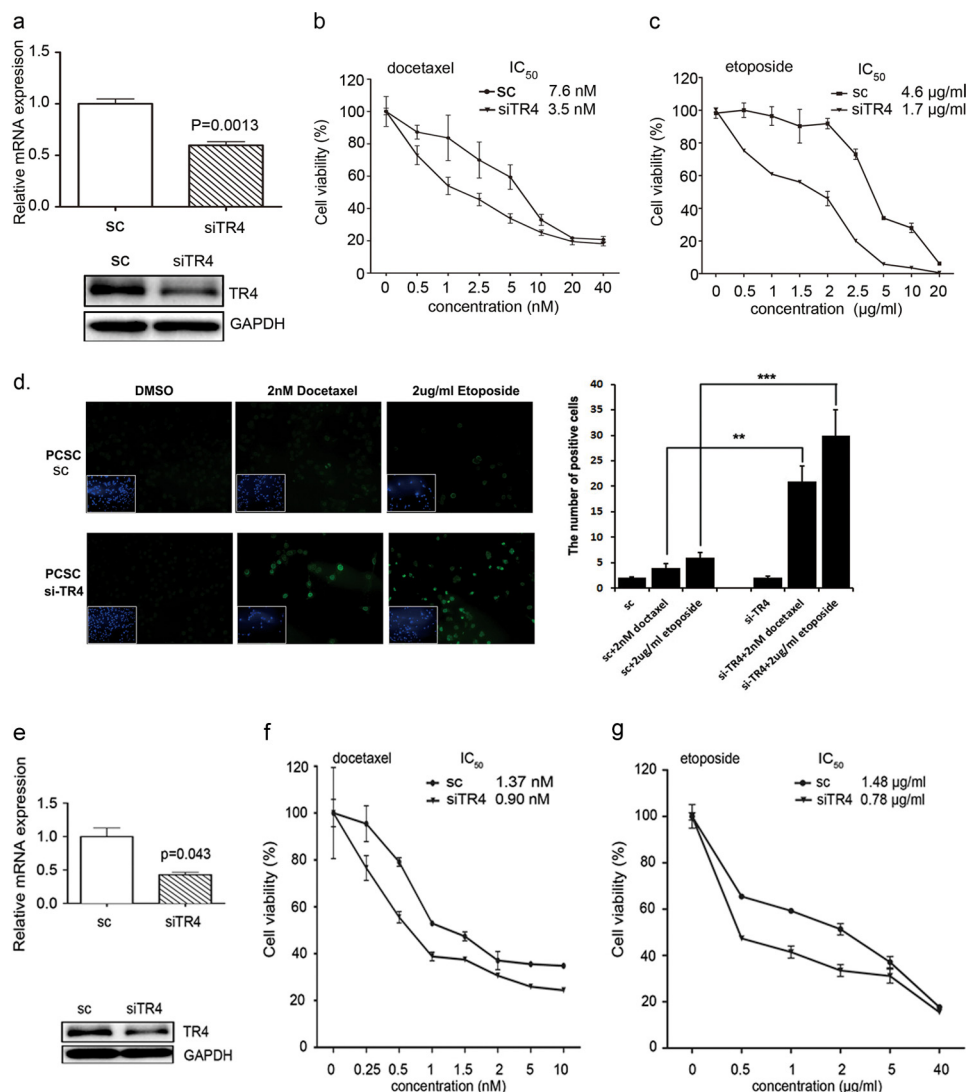 a
Relative mRNA expresison
1.5
1.0
0.5
0.0
P=0.0013
sc
siTR4
sc
siTR4
TR4
GAPDH
b
docetaxel
IC50
sc 7.6 nM
siTR4 3.5 nM
Cell viability (%)
120
100
80
60
40
20
0
0 0.5 1 2.5 5 10 20 40
concentration (nM)
c
etoposide
IC50
sc 4.6 µg/ml
siTR4 1.7 µg/ml
Cell viability (%)
120
100
80
60
40
20
0
0 0.5 1 1.5 2 2.5 5 10 20
concentration (µg/ml)
d.
DMSO
2nM Docetaxel
2ug/ml Etoposide
PCSC
sc
PCSC
si-TR4
The number of positive cells
40
35
30
25
20
15
10
5
0
**
***
sc
sc+2nM doctaxel
sc+2ug/ml etoposide
si-TR4
si-TR4+2nM docetaxel
si-TR4+2ug/ml etoposide
e
Relative mRNA expression
1.5
1.0
0.5
0.0
p=0.043
sc
siTR4
sc
siTR4
TR4
GAPDH
f
docetaxel
IC50
sc 1.37 nM
siTR4 0.90 nM
Cell viability (%)
120
100
80
60
40
20
0
0 0.25 0.5 1 1.5 2 5 10
concentration (nM)
g
etoposide
IC50
sc 1.48 µg/ml
siTR4 0.78 µg/ml
Cell viability (%)
120
100
80
60
40
20
0
0 0.5 1 2 5 40
concentration (µg/ml)